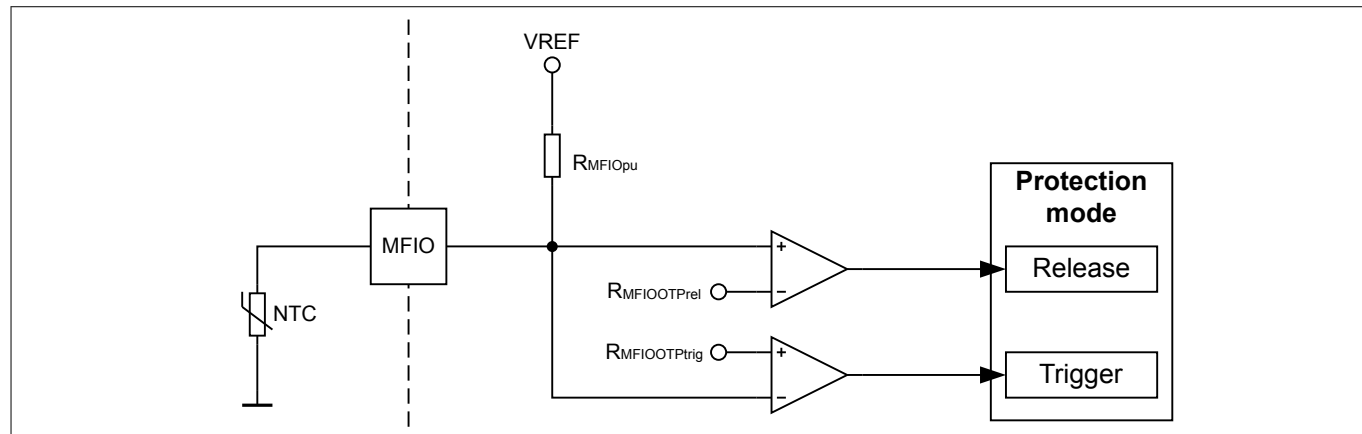 VREF
RMFIOpu
Protection
mode
MFIO
+
Release
RMFIOOTPrel
−
NTC
RMFIOOTPtrig
+
Trigger
−